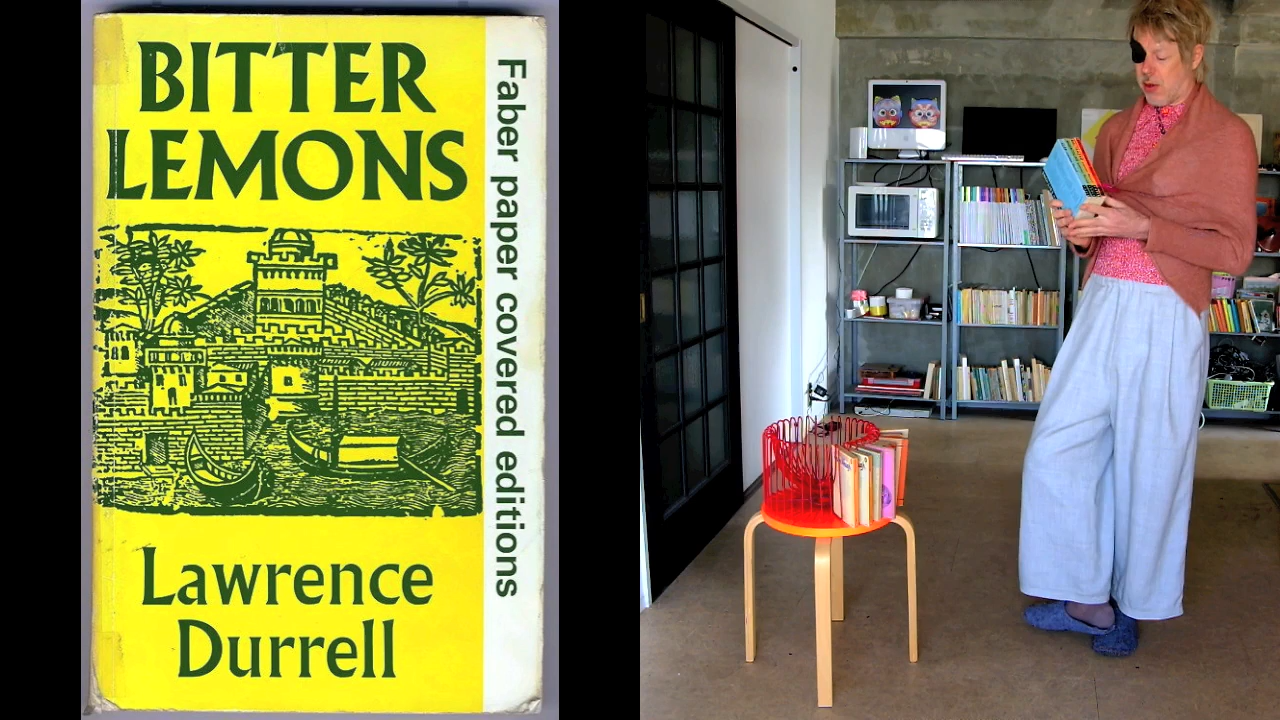 BITTER
LEMONS
Faber paper covered editions
Lawrence
Durrell